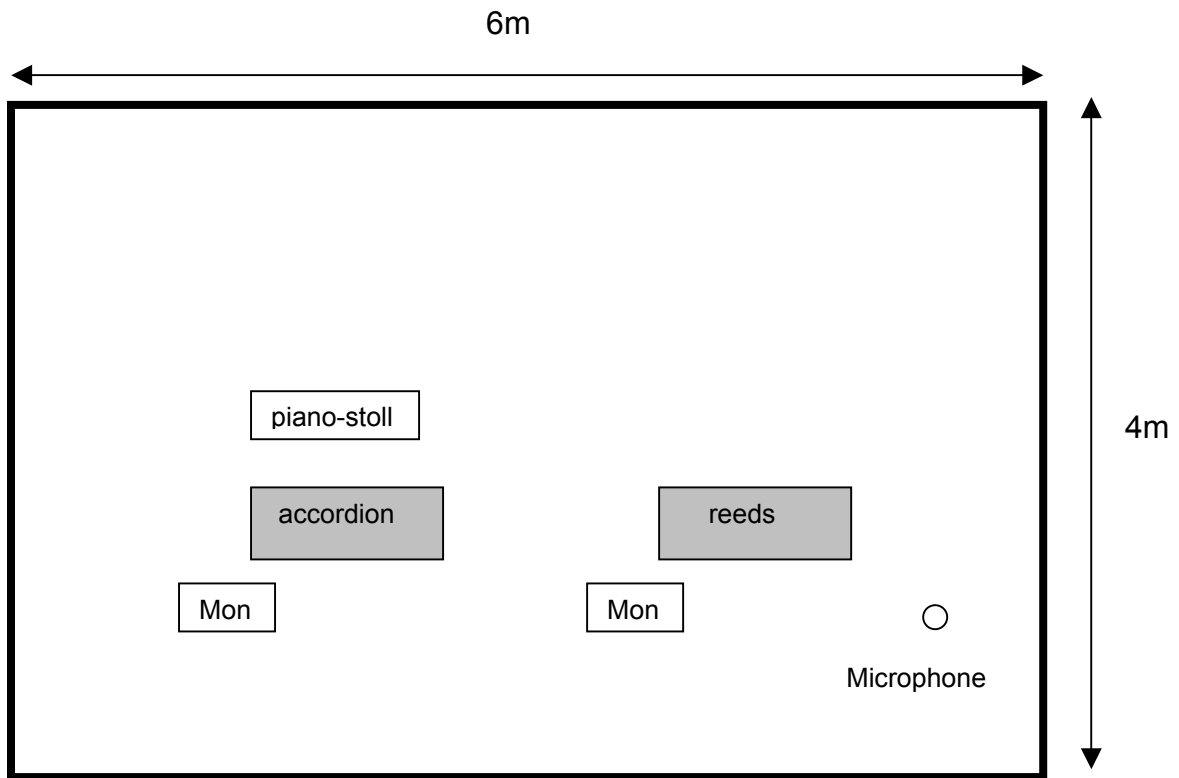 6m
4m
piano-stoll
accordion
reeds
Mon
Mon
Microphone